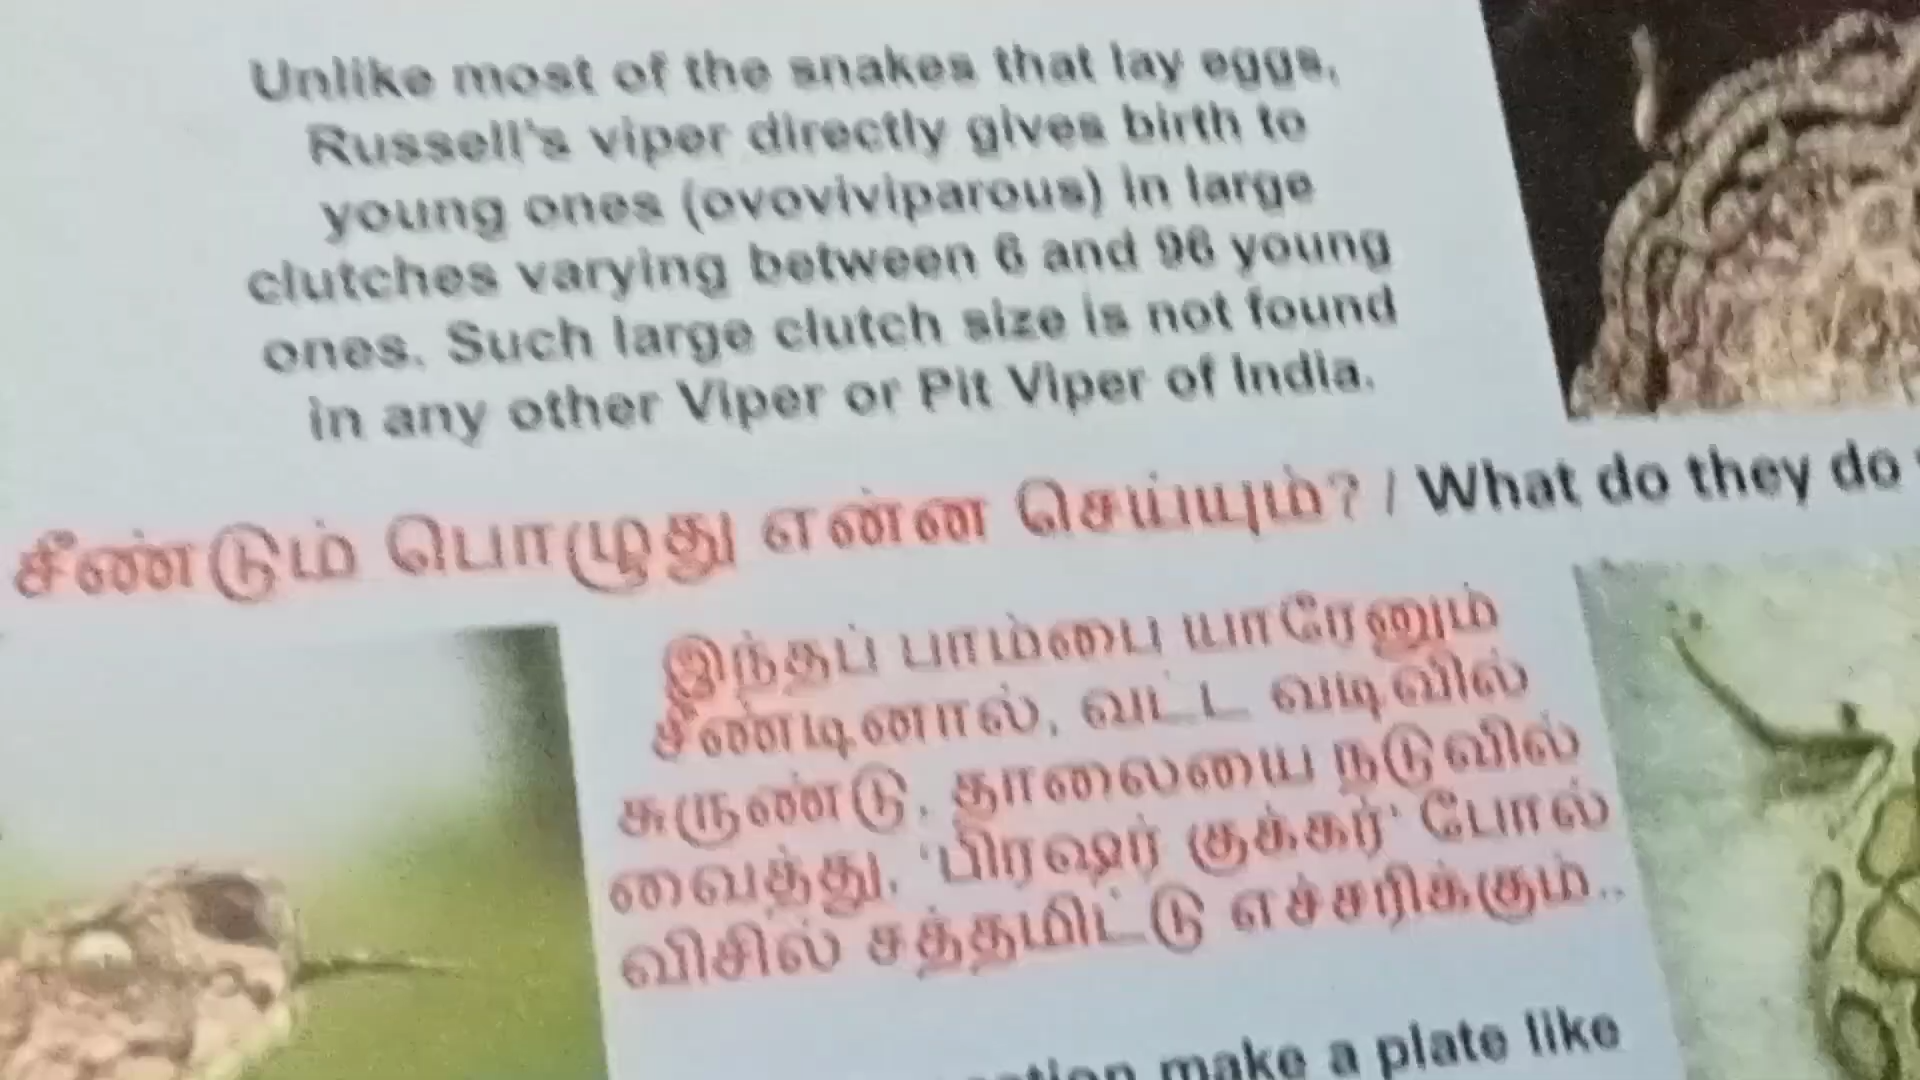 Unlike most of the snakes that lay eggs,
Russell's viper directly gives birth to
young ones (ovoviviparous) in large
clutches varying between 6 and 96 young
ones. Such large clutch size is not found
in any other Viper or Pit Viper of India.
சீண்டும் பொழுது என்ன செய்யும்? / What do they do
இந்தப் பாம்பை யாரேனும்
சீண்டினால், வட்ட வடிவில்
சுருண்டு, தாலையை நடுவில்
வைத்து, 'பிரஷர் குக்கர்' போல்
விசில் சத்தமிட்டு எச்சரிக்கும்..
make a plate like